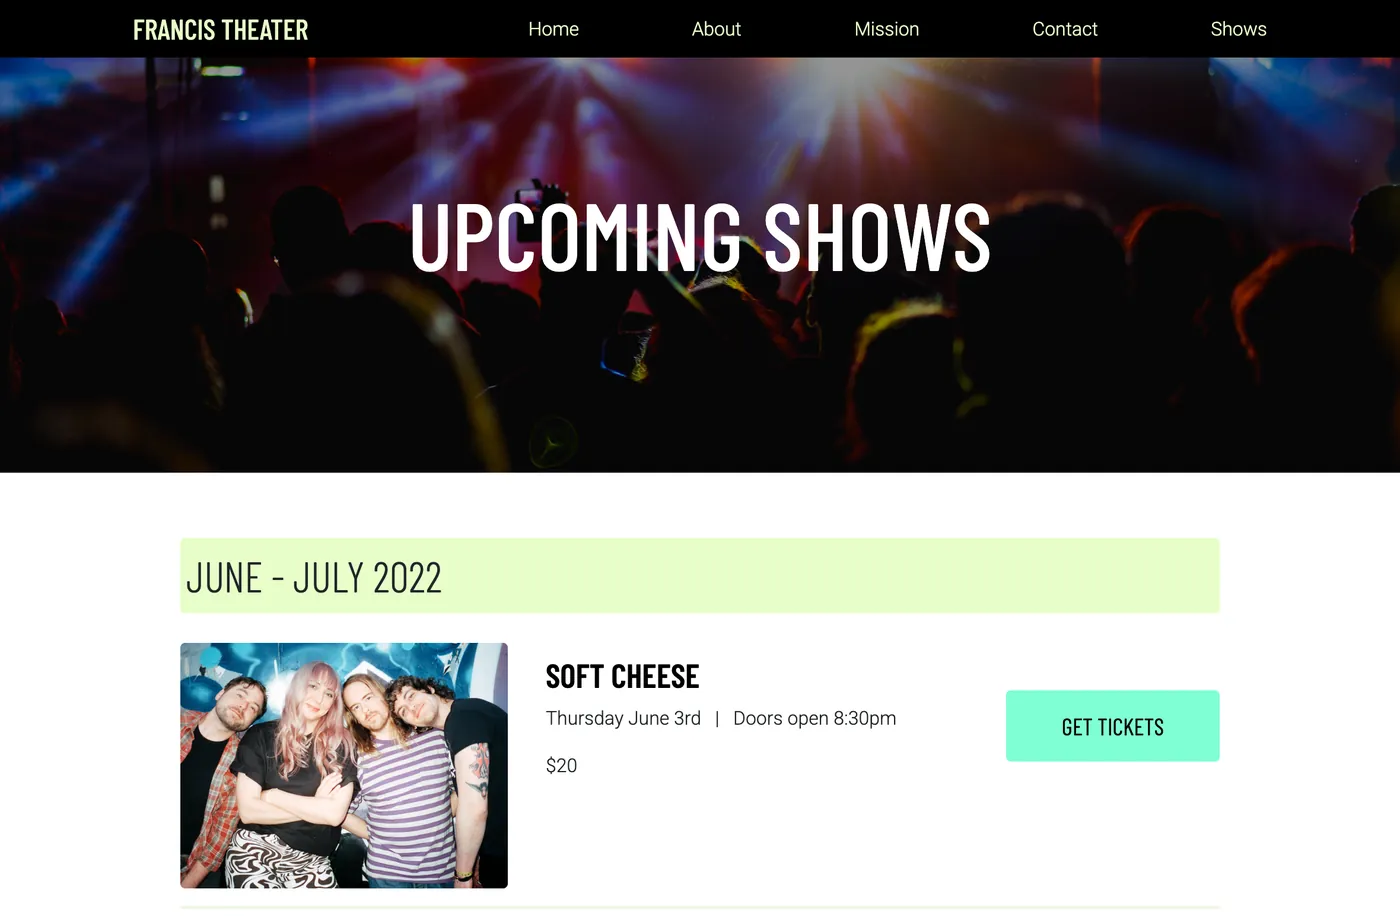 FRANCIS THEATER Home About Mission Contact Shows
UPCOMING SHOWS
JUNE - JULY 2022
SOFT CHEESE
Thursday June 3rd | Doors open 8:30pm
$20
GET TICKETS